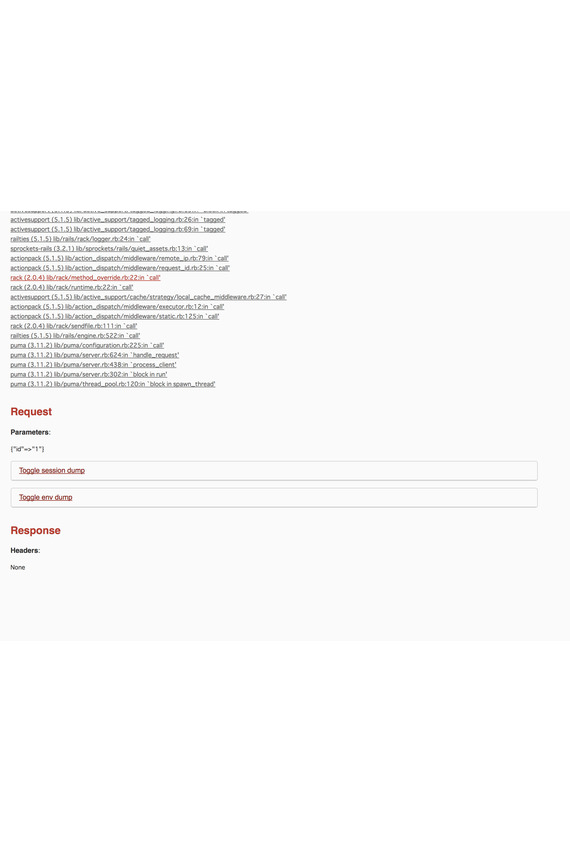 activesupport (5.1.5) lib/active_support/tagged_logging.rb:26:in `tagged'
activesupport (5.1.5) lib/active_support/tagged_logging.rb:69:in `tagged'
railties (5.1.5) lib/rails/rack/logger.rb:24:in `call'
sprockets-rails (3.2.1) lib/sprockets/rails/quiet_assets.rb:13:in `call'
actionpack (5.1.5) lib/action_dispatch/middleware/remote_ip.rb:79:in `call'
actionpack (5.1.5) lib/action_dispatch/middleware/request_id.rb:25:in `call'
rack (2.0.4) lib/rack/method_override.rb:22:in `call'
rack (2.0.4) lib/rack/runtime.rb:22:in `call'
activesupport (5.1.5) lib/active_support/cache/strategy/local_cache_middleware.rb:27:in `call'
actionpack (5.1.5) lib/action_dispatch/middleware/executor.rb:12:in `call'
actionpack (5.1.5) lib/action_dispatch/middleware/static.rb:125:in `call'
rack (2.0.4) lib/rack/sendfile.rb:111:in `call'
railties (5.1.5) lib/rails/engine.rb:522:in `call'
puma (3.11.2) lib/puma/configuration.rb:225:in `call'
puma (3.11.2) lib/puma/server.rb:624:in `handle_request'
puma (3.11.2) lib/puma/server.rb:438:in `process_client'
puma (3.11.2) lib/puma/server.rb:302:in `block in run'
puma (3.11.2) lib/puma/thread_pool.rb:120:in `block in spawn_thread'
Request
Parameters:
{"id"=>"1"}
Toggle session dump
Toggle env dump
Response
Headers:
None